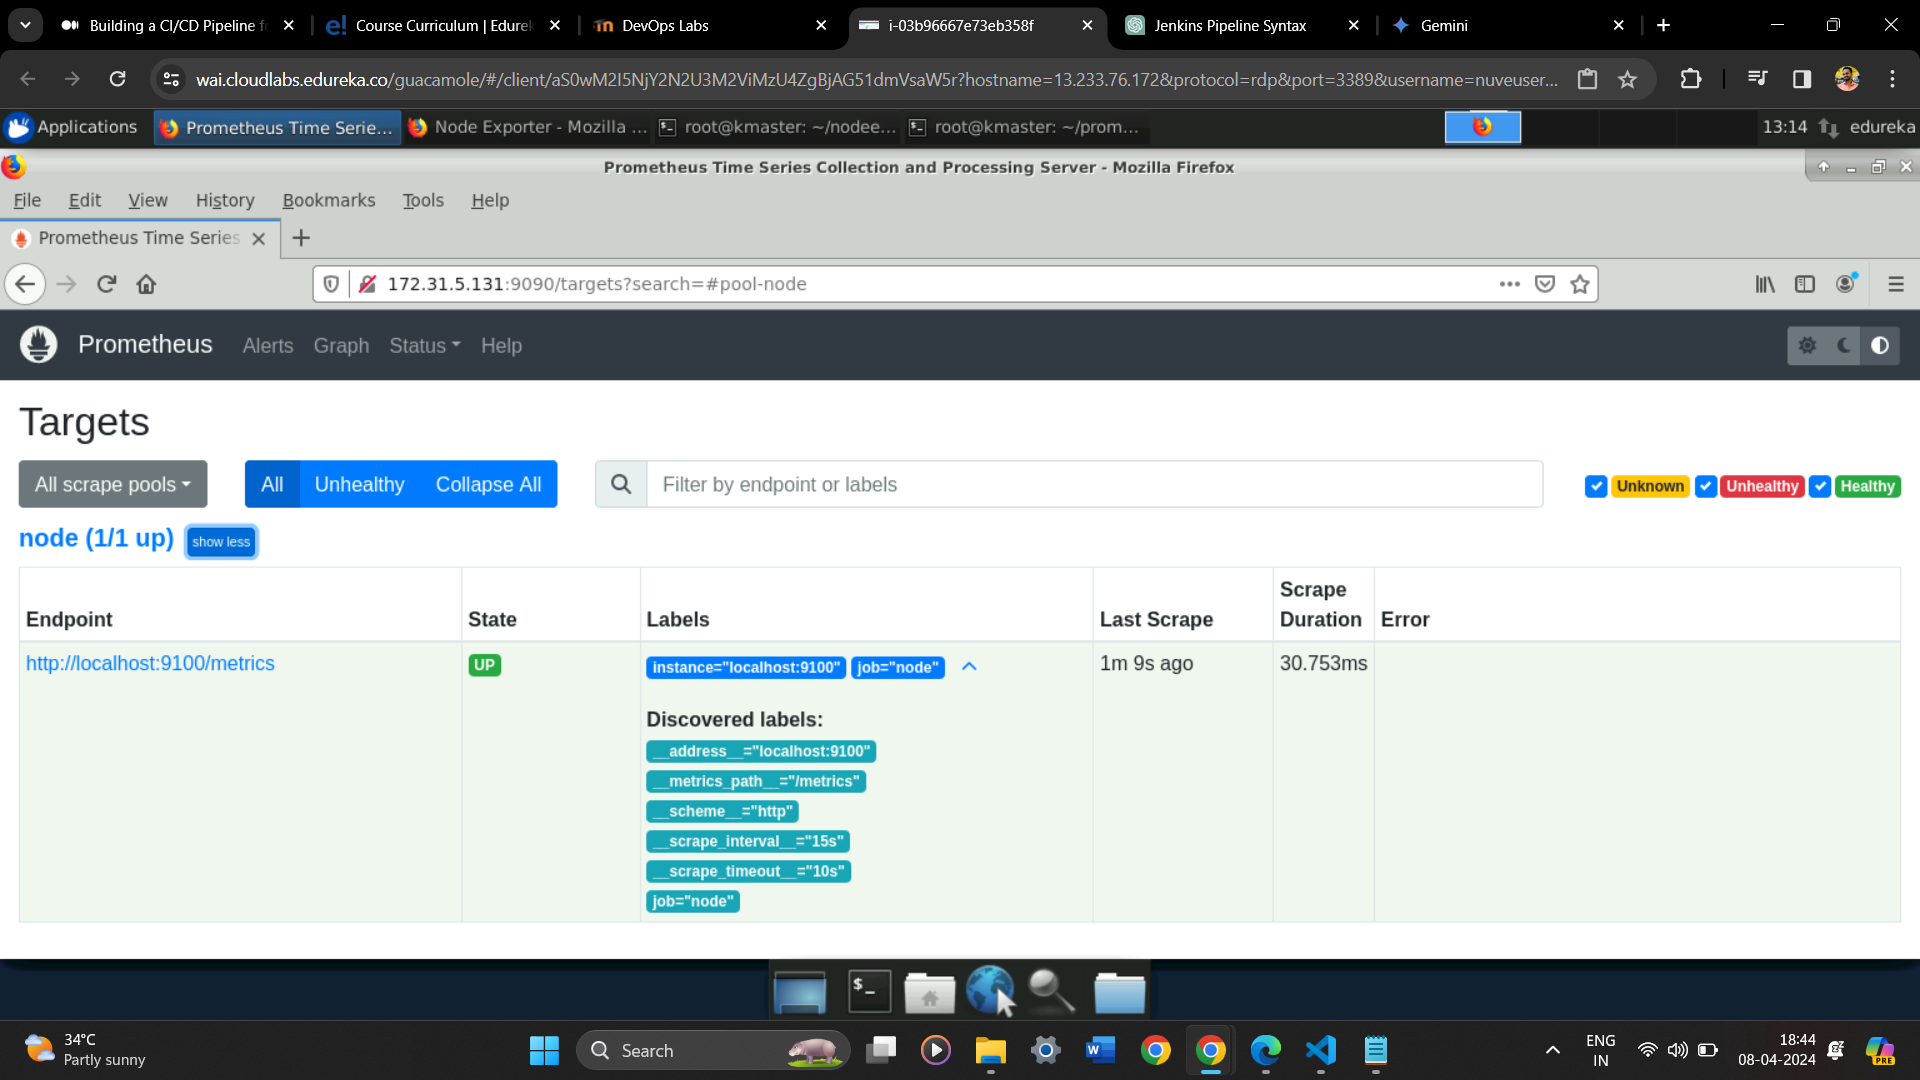 Building a CI/CD Pipeline f
Course Curriculum | Edurek
DevOps Labs
i-03b96667e73eb358f
Jenkins Pipeline Syntax
Gemini
wai.cloudlabs.edureka.co/guacamole/#/client/aS0wM2I5NjY2N2U3M2ViMzU4ZgBjAG51dmVsaW5r?hostname=13.233.76.172&protocol=rdp&port=3389&username=nuveuser...
Applications
Prometheus Time Serie...
Node Exporter - Mozilla ...
root@kmaster: ~/nodee...
root@kmaster: ~/prom...
13:14
edureka
Prometheus Time Series Collection and Processing Server - Mozilla Firefox
File Edit View History Bookmarks Tools Help
Prometheus Time Series
172.31.5.131:9090/targets?search=#pool-node
Prometheus Alerts Graph Status Help
Targets
All scrape pools
All Unhealthy Collapse All
Filter by endpoint or labels
Unknown Unhealthy Healthy
node (1/1 up) show less
Endpoint State Labels Last Scrape Scrape Duration Error
http://localhost:9100/metrics UP instance="localhost:9100" job="node" 1m 9s ago 30.753ms
Discovered labels:
__address__="localhost:9100"
__metrics_path__="/metrics"
__scheme__="http"
__scrape_interval__="15s"
__scrape_timeout__="10s"
job="node"
34°C
Partly sunny
Search
ENG
IN
18:44
08-04-2024
PRE